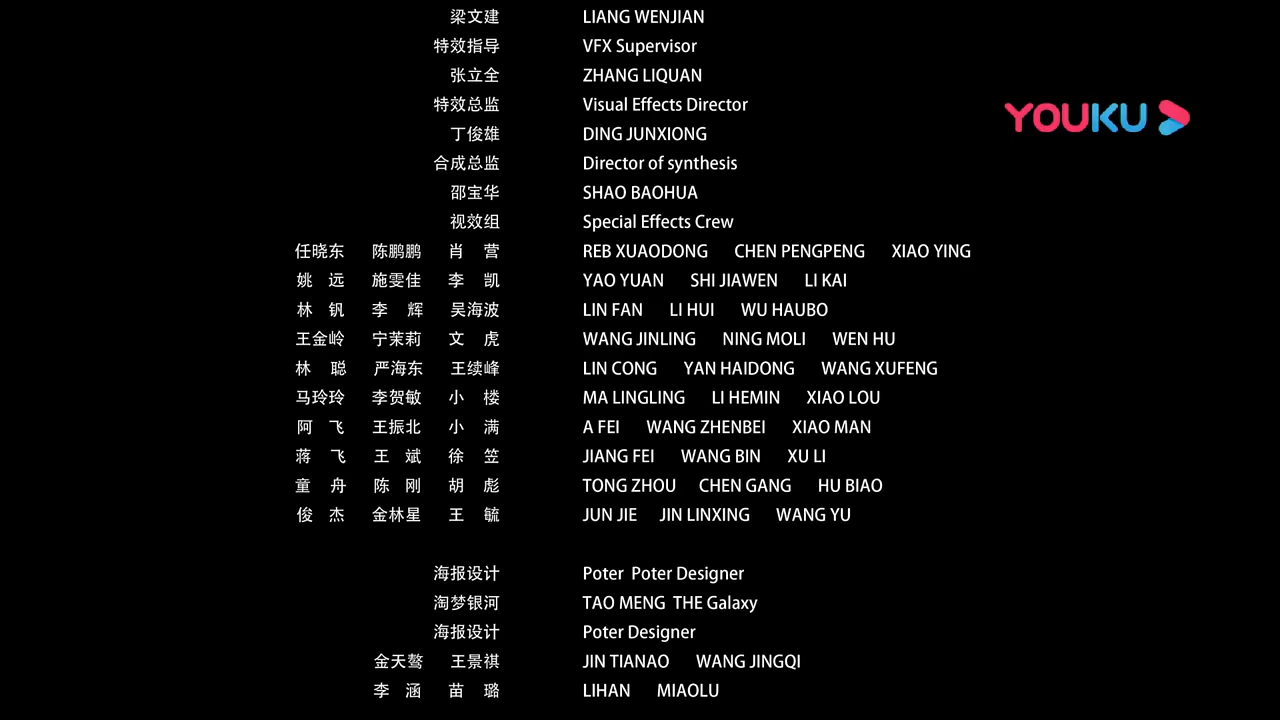 梁文建 LIANG WENJIAN
特效指导 VFX Supervisor
张立全 ZHANG LIQUAN
特效总监 Visual Effects Director
YOUKU
丁俊雄 DING JUNXIONG
合成总监 Director of synthesis
邵宝华 SHAO BAOHUA
视效组 Special Effects Crew
任晓东 陈鹏鹏 肖 营 REB XUAODONG CHEN PENGPENG XIAO YING
姚 远 施雯佳 李 凯 YAO YUAN SHI JIAWEN LI KAI
林 钒 李 辉 吴海波 LIN FAN LI HUI WU HAUBO
王金岭 宁茉莉 文 虎 WANG JINLING NING MOLI WEN HU
林 聪 严海东 王续峰 LIN CONG YAN HAIDONG WANG XUFENG
马玲玲 李贺敏 小 楼 MA LINGLING LI HEMIN XIAO LOU
阿 飞 王振北 小 满 A FEI WANG ZHENBEI XIAO MAN
蒋 飞 王 斌 徐 笠 JIANG FEI WANG BIN XU LI
童 舟 陈 刚 胡 彪 TONG ZHOU CHEN GANG HU BIAO
俊 杰 金林星 王 毓 JUN JIE JIN LINXING WANG YU
海报设计 Poter Poter Designer
淘梦银河 TAO MENG THE Galaxy
海报设计 Poter Designer
金天骜 王景祺 JIN TIANAO WANG JINGQI
李 涵 苗 璐 LIHAN MIAOLU